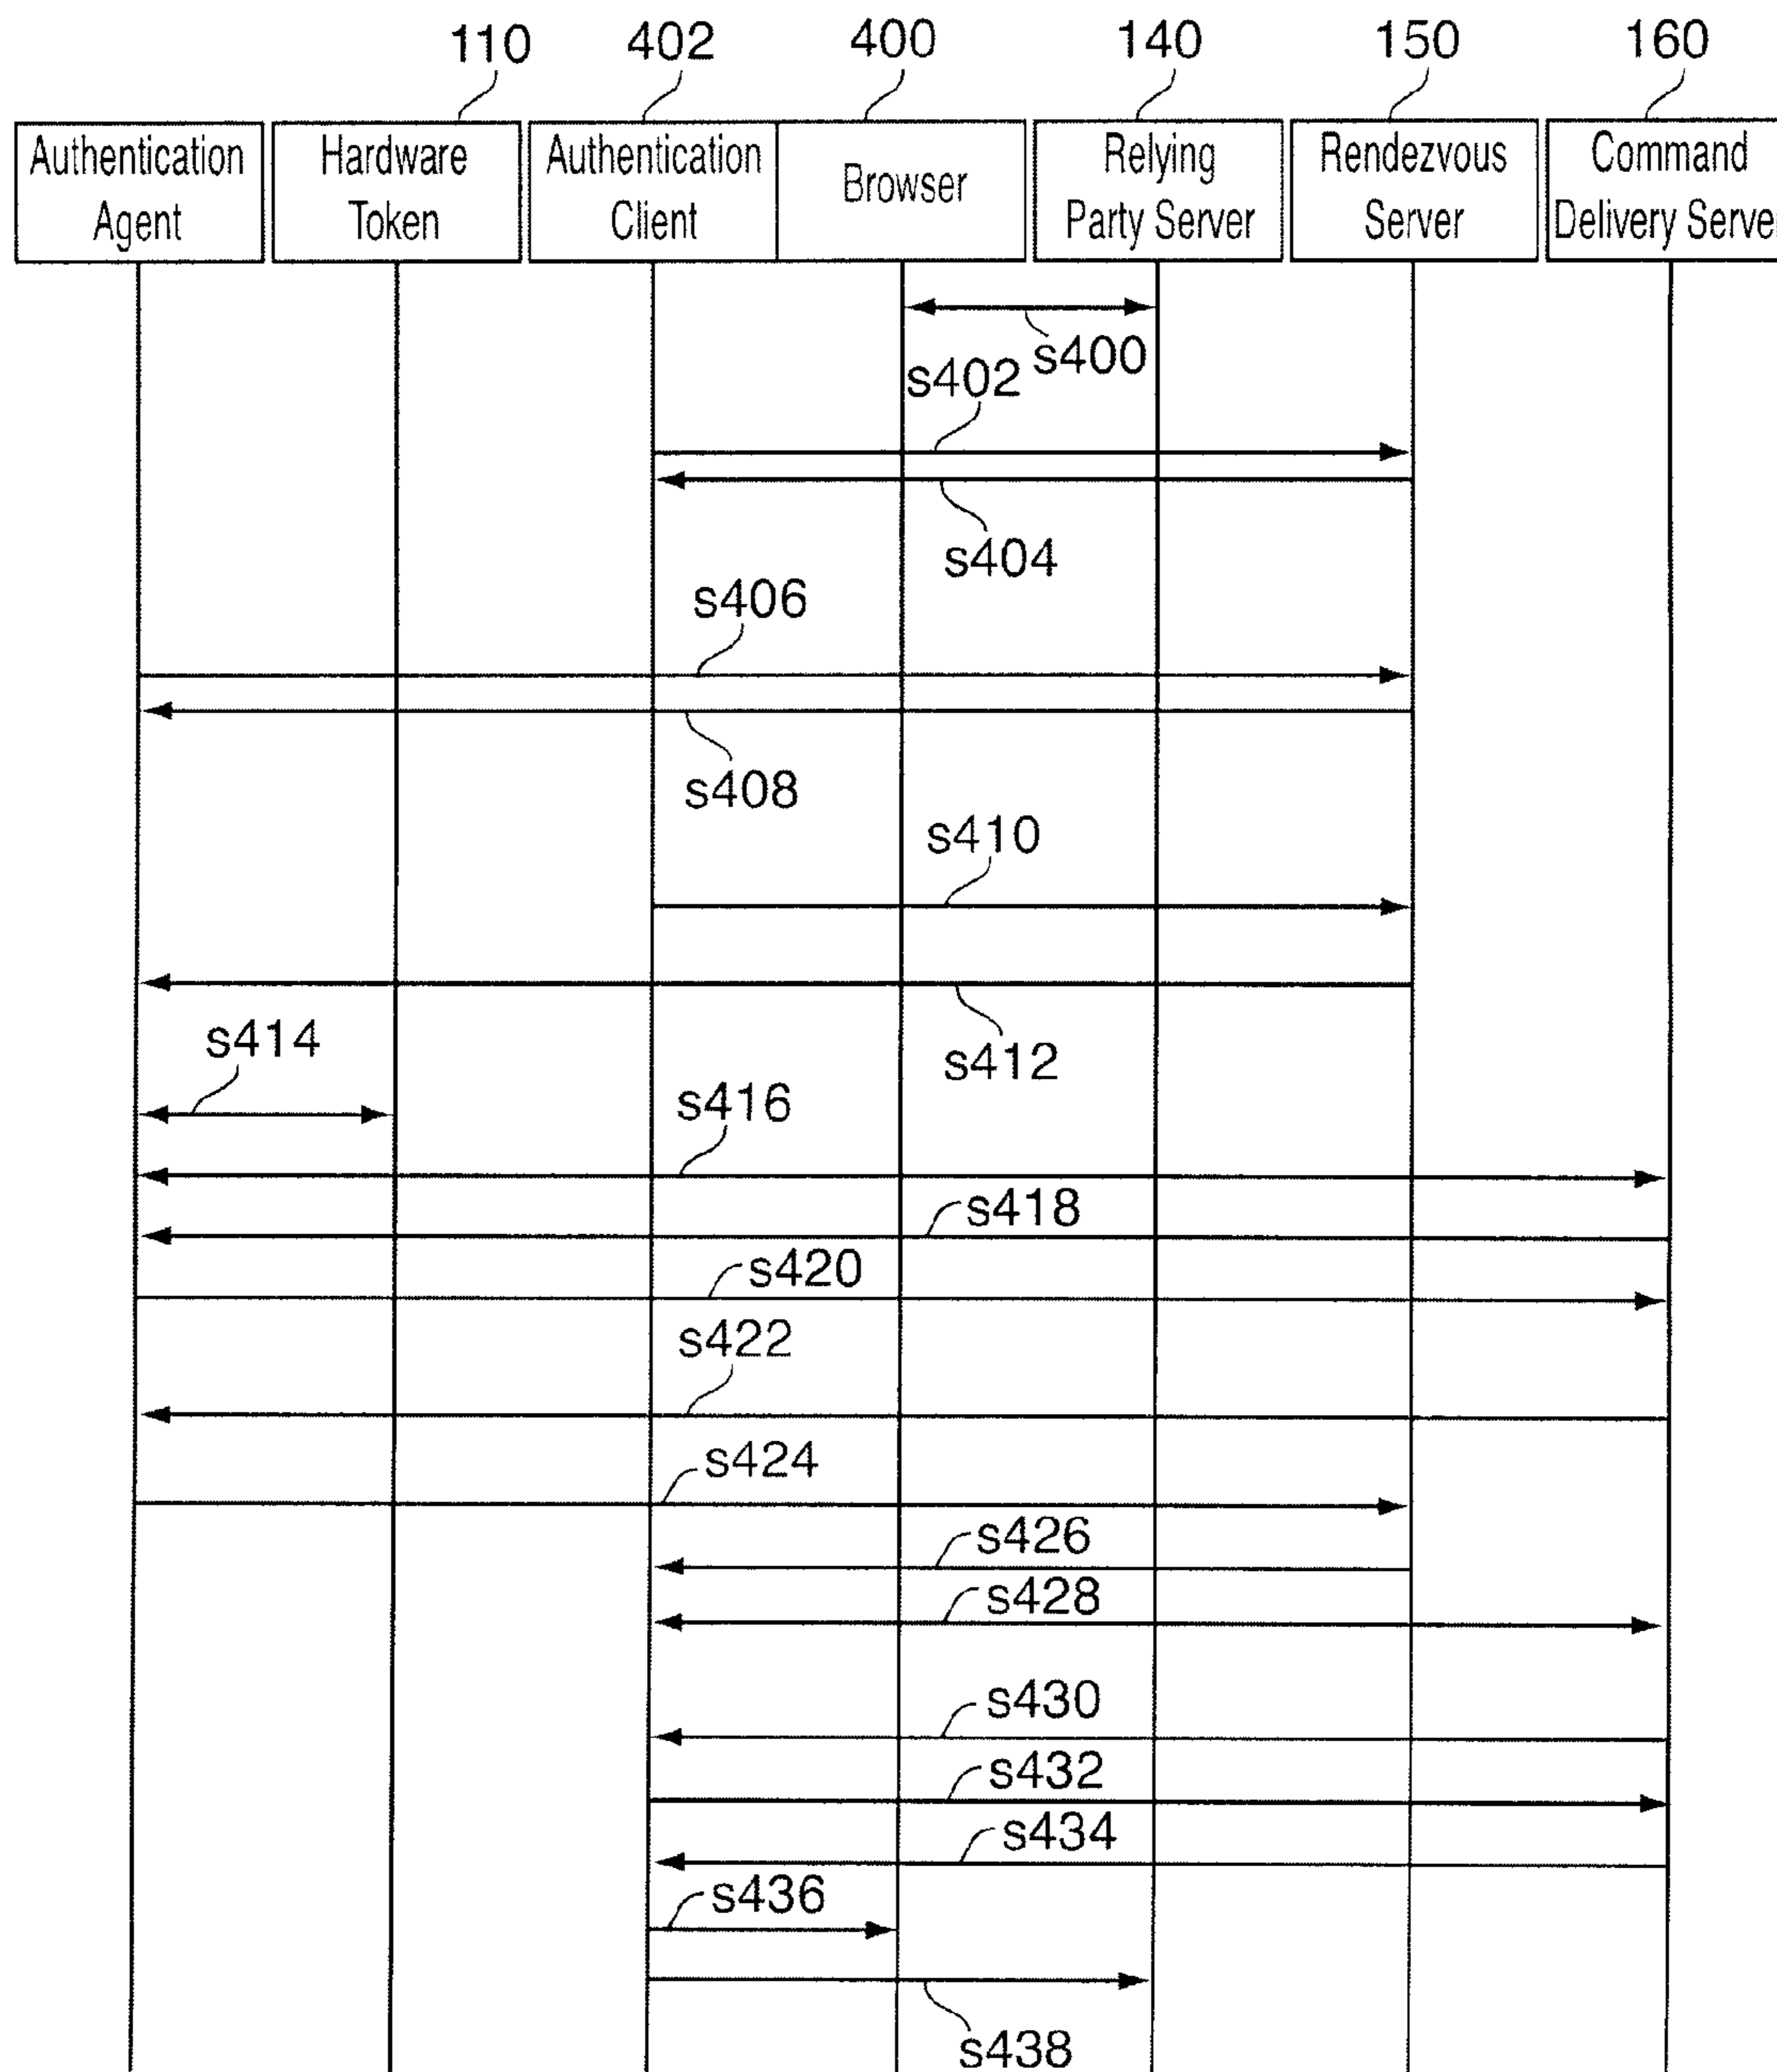 110 402 400 140 150 160
Authentication Agent
Hardware Token
Authentication Client
Browser
Relying Party Server
Rendezvous Server
Command Delivery Server
s400
s402
s404
s406
s408
s410
s412
s414
s416
s418
s420
s422
s424
s426
s428
s430
s432
s434
s436
s438